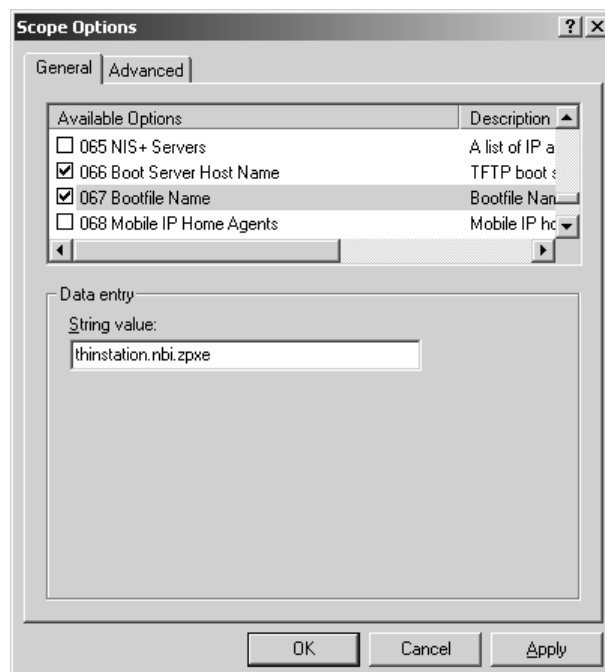 Scope Options
General Advanced
Available Options Description
065 NIS+ Servers A list of IP a
066 Boot Server Host Name TFTP boot s
067 Bootfile Name Bootfile Nam
068 Mobile IP Home Agents Mobile IP ho
Data entry
String value:
thinstation.nbi.zpxe
OK Cancel Apply